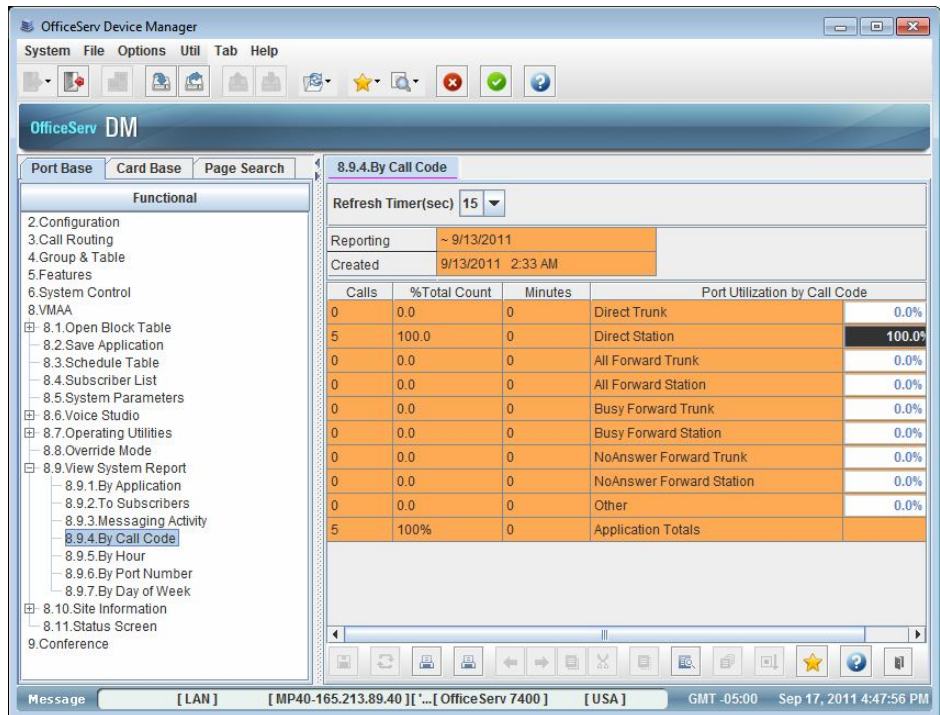 OfficeServ Device Manager
System File Options Util Tab Help
OfficeServ DM
Port Base Card Base Page Search
Functional
2.Configuration
3.Call Routing
4.Group & Table
5.Features
6.System Control
8.VMAA
8.1.Open Block Table
8.2.Save Application
8.3.Schedule Table
8.4.Subscriber List
8.5.System Parameters
8.6.Voice Studio
8.7.Operating Utilities
8.8.Override Mode
8.9.View System Report
8.9.1.By Application
8.9.2.To Subscribers
8.9.3.Messaging Activity
8.9.4.By Call Code
8.9.5.By Hour
8.9.6.By Port Number
8.9.7.By Day of Week
8.10.Site Information
8.11.Status Screen
9.Conference
8.9.4.By Call Code
Refresh Timer(sec) 15
Reporting ~ 9/13/2011
Created 9/13/2011 2:33 AM
Calls %Total Count Minutes Port Utilization by Call Code
0 0.0 0 Direct Trunk 0.0%
5 100.0 0 Direct Station 100.0%
0 0.0 0 All Forward Trunk 0.0%
0 0.0 0 All Forward Station 0.0%
0 0.0 0 Busy Forward Trunk 0.0%
0 0.0 0 Busy Forward Station 0.0%
0 0.0 0 NoAnswer Forward Trunk 0.0%
0 0.0 0 NoAnswer Forward Station 0.0%
0 0.0 0 Other 0.0%
5 100% 0 Application Totals
Message [LAN] [MP40-165.213.89.40][ '...[OfficeServ 7400] [USA] GMT -05:00 Sep 17, 2011 4:47:56 PM